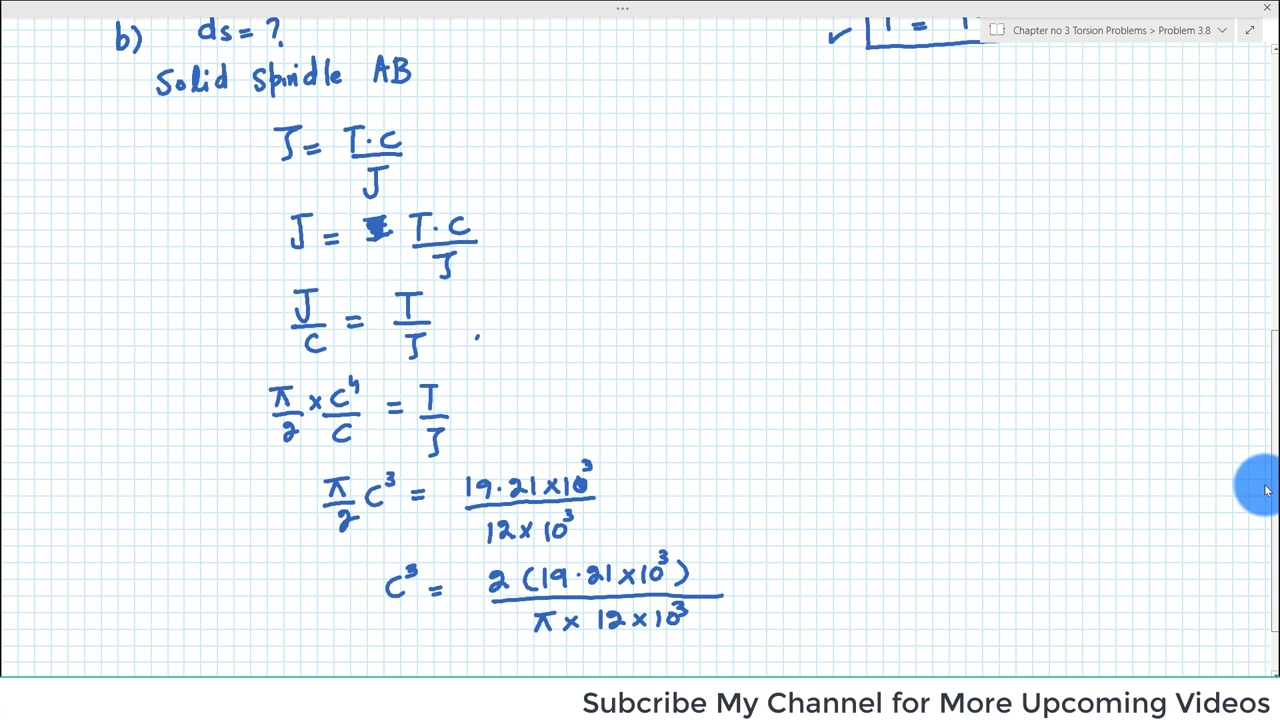 Chapter no 3 Torsion Problems > Problem 3.8
b) ds = ?
Solid Spindle AB
τ = T·C / J
J = T·C / τ
J / C = T / τ
π/2 × C⁴/C = T / τ
π/2 C³ = 19.21×10³ / 12×10³
C³ = 2 (19.21×10³) / π × 12×10³
Subcribe My Channel for More Upcoming Videos